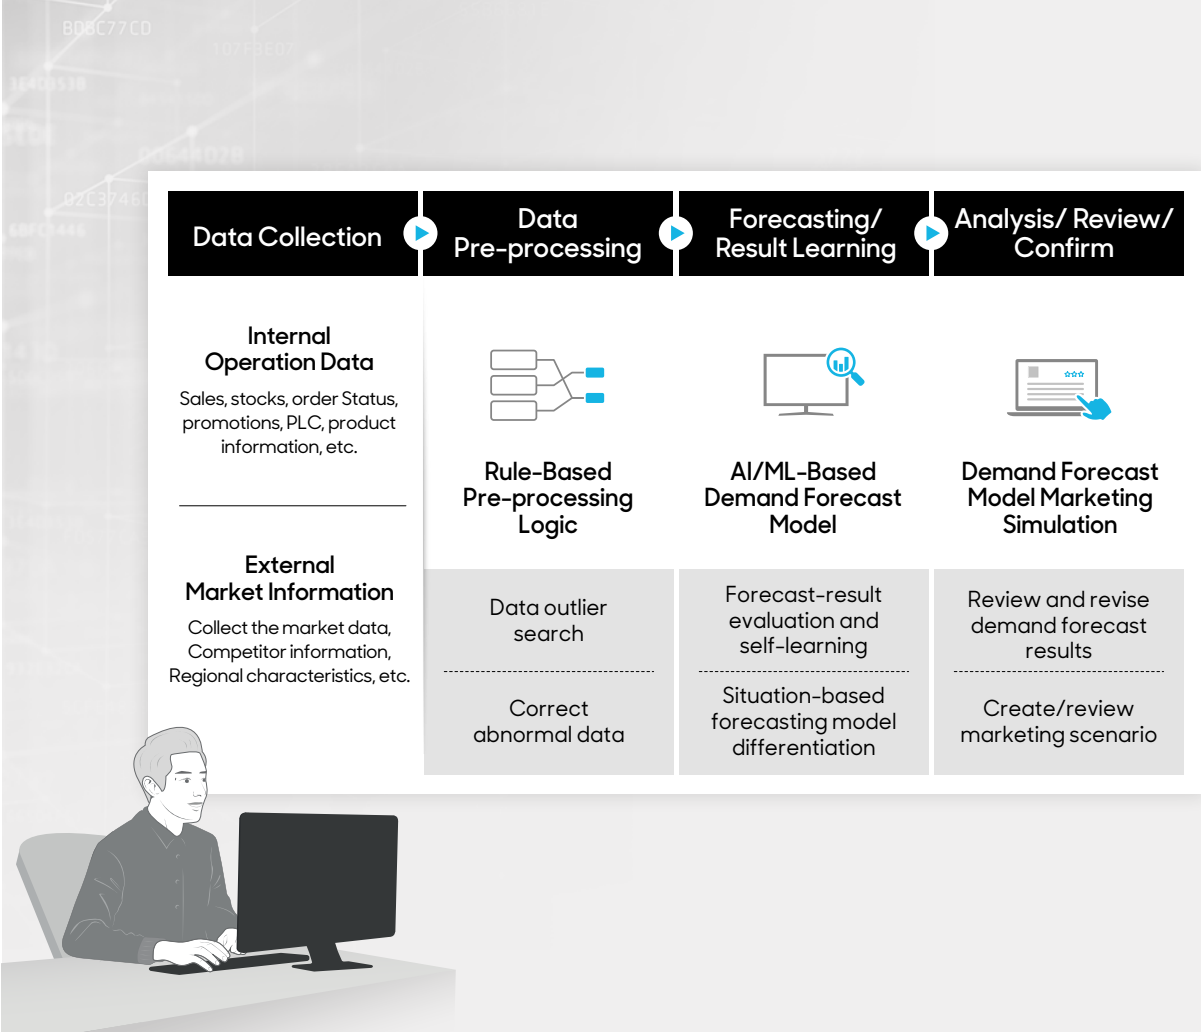 BDBC77CD
107F3E07
02C3746
Data Collection
Data
Pre-processing
Forecasting/
Result Learning
Analysis/ Review/
Confirm
Internal
Operation Data
Sales, stocks, order Status,
promotions, PLC, product
information, etc.
External
Market Information
Collect the market data,
Competitor information,
Regional characteristics, etc.
Rule-Based
Pre-processing
Logic
Data outlier
search
Correct
abnormal data
AI/ML-Based
Demand Forecast
Model
Forecast-result
evaluation and
self-learning
Situation-based
forecasting model
differentiation
Demand Forecast
Model Marketing
Simulation
Review and revise
demand forecast
results
Create/review
marketing scenario